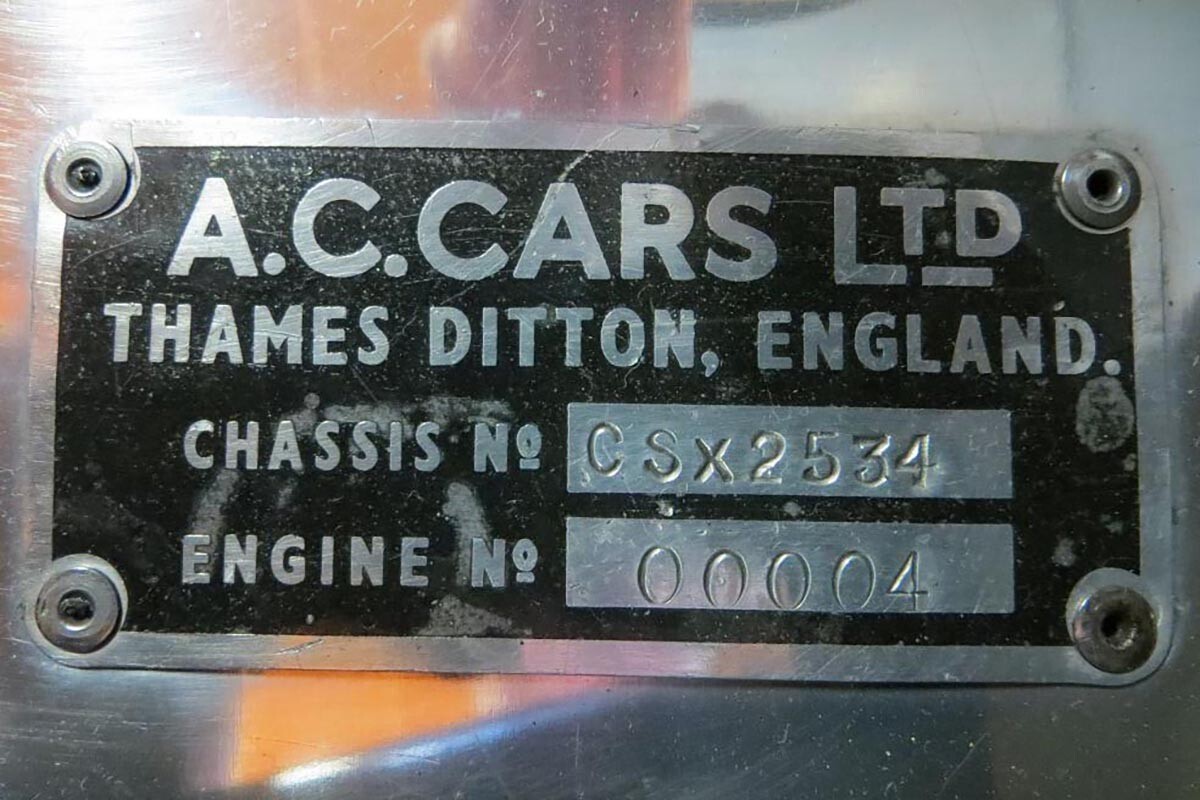 A.C.CARS LTD
THAMES DITTON, ENGLAND.
CHASSIS Nº CSX2534
ENGINE Nº 00004